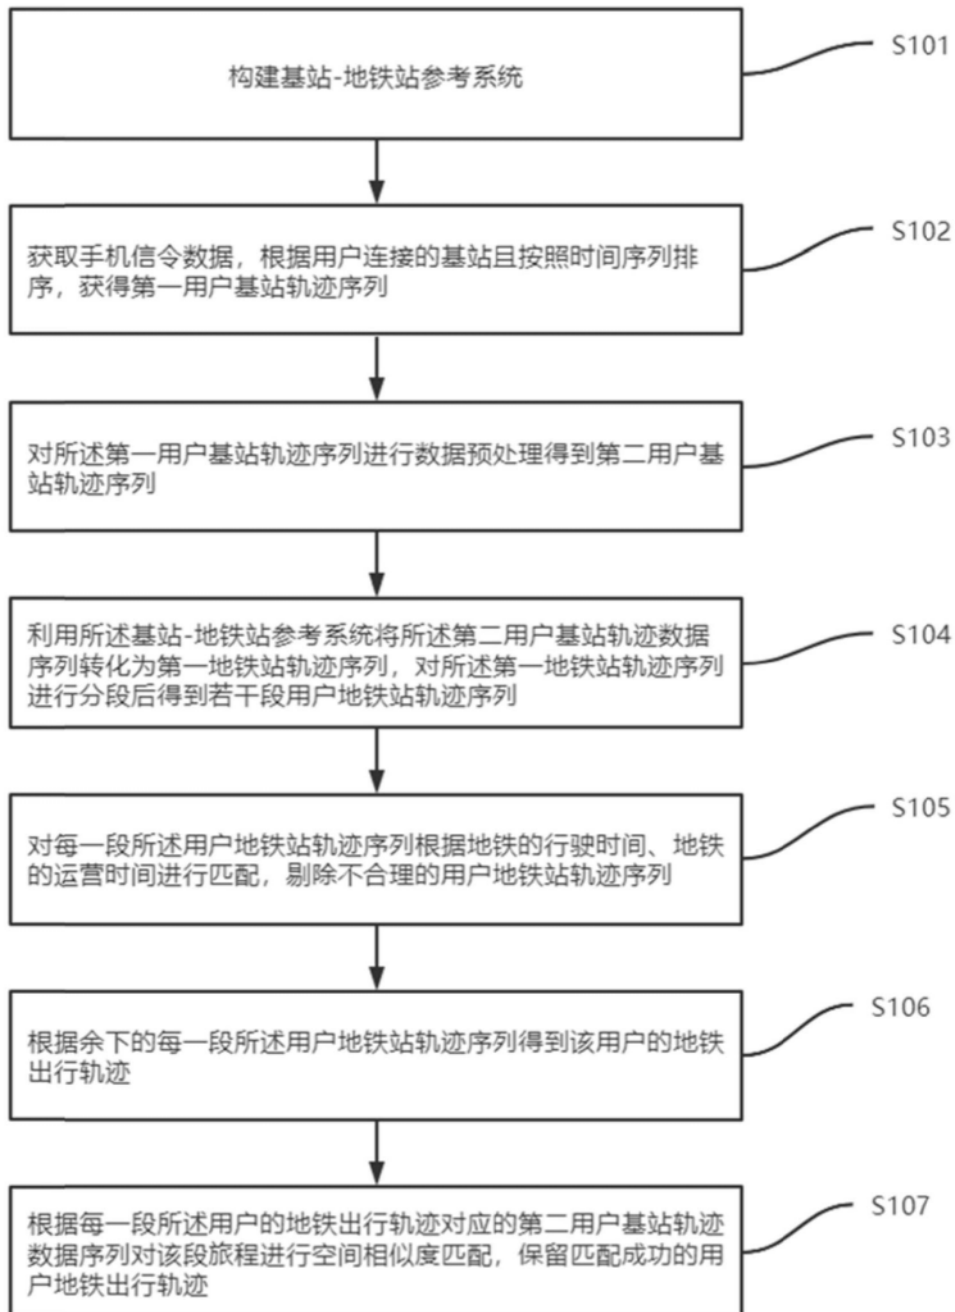 构建基站-地铁站参考系统
S101
获取手机信令数据，根据用户连接的基站且按照时间序列排
序，获得第一用户基站轨迹序列
S102
对所述第一用户基站轨迹序列进行数据预处理得到第二用户基
站轨迹序列
S103
利用所述基站-地铁站参考系统将所述第二用户基站轨迹数据
序列转化为第一地铁站轨迹序列，对所述第一地铁站轨迹序列
进行分段后得到若干段用户地铁站轨迹序列
S104
对每一段所述用户地铁站轨迹序列根据地铁的行驶时间、地铁
的运营时间进行匹配，剔除不合理的用户地铁站轨迹序列
S105
根据余下的每一段所述用户地铁站轨迹序列得到该用户的地铁
出行轨迹
S106
根据每一段所述用户的地铁出行轨迹对应的第二用户基站轨迹
数据序列对该段旅程进行空间相似度匹配，保留匹配成功的用
户地铁出行轨迹
S107